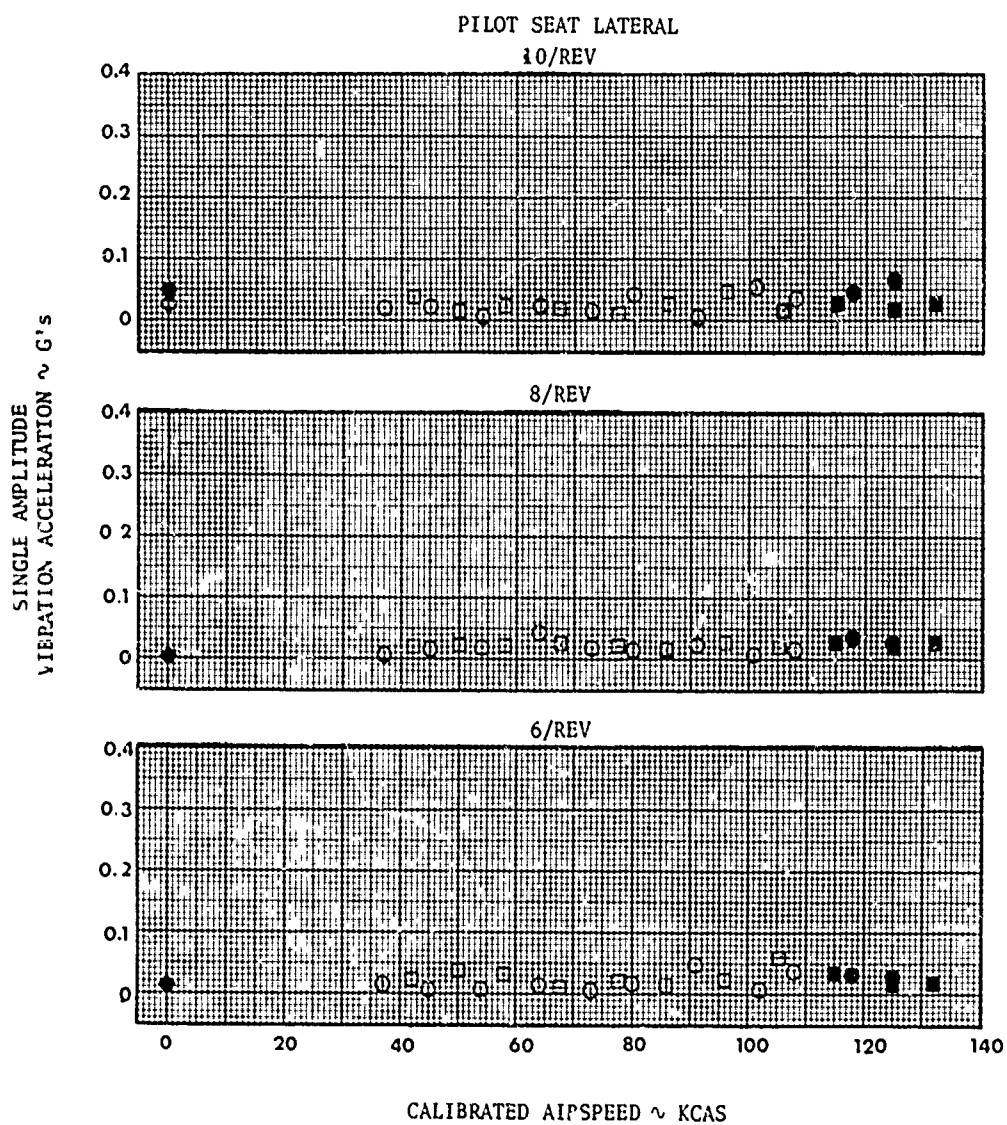 PILOT SEAT LATERAL
10/REV
0.4
0.3
0.2
0.1
0
8/REV
0.4
0.3
0.2
0.1
0
6/REV
0.4
0.3
0.2
0.1
0
0 20 40 60 80 100 120 140
SINGLE AMPLITUDE
VIBRATION ACCELERATION ~ G's
CALIBRATED AIRSPEED ~ KCAS